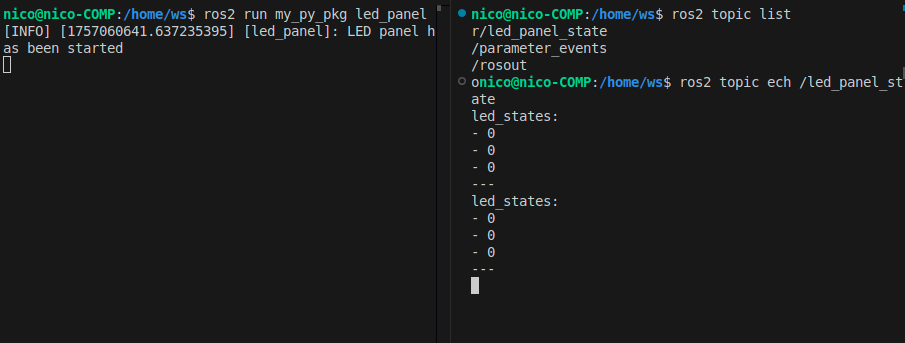 nico@nico-COMP:/home/ws$ ros2 run my_py_pkg led_panel
[INFO] [1757060641.637235395] [led_panel]: LED panel h
as been started
nico@nico-COMP:/home/ws$ ros2 topic list
r/led_panel_state
/parameter_events
/rosout
onico@nico-COMP:/home/ws$ ros2 topic ech /led_panel_st
ate
led_states:
- 0
- 0
- 0
---
led_states:
- 0
- 0
- 0
---